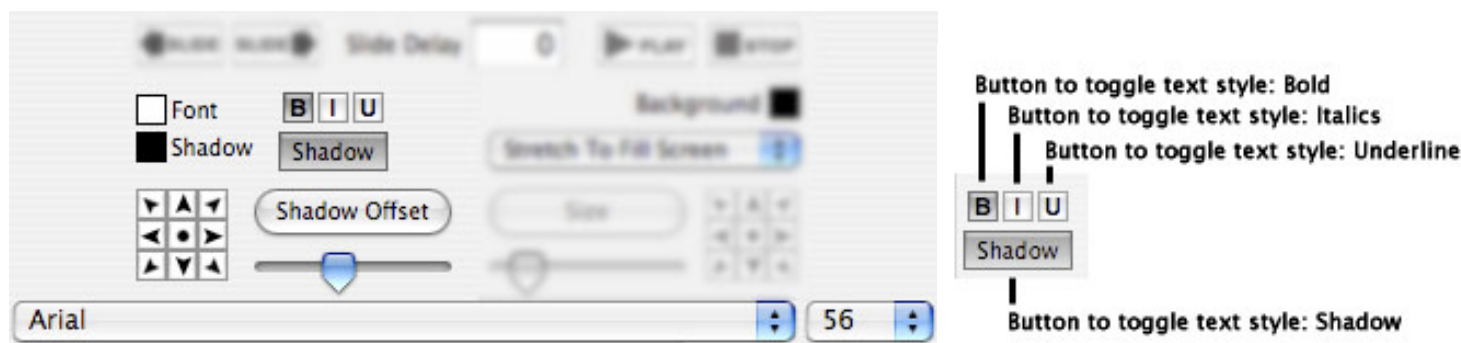 SLIDE SLIDE Slide Delay 0 PLAY STOP
Font B I U Background
Shadow Shadow Stretch To Fill Screen
Shadow Offset Size
Arial 56
Button to toggle text style: Bold
Button to toggle text style: Italics
Button to toggle text style: Underline
B I U
Shadow
Button to toggle text style: Shadow